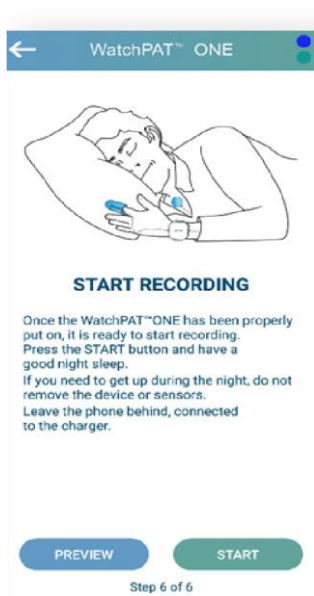 WatchPAT™ ONE
START RECORDING
Once the WatchPAT™ONE has been properly
put on, it is ready to start recording.
Press the START button and have a
good night sleep.
If you need to get up during the night, do not
remove the device or sensors.
Leave the phone behind, connected
to the charger.
PREVIEW
START
Step 6 of 6